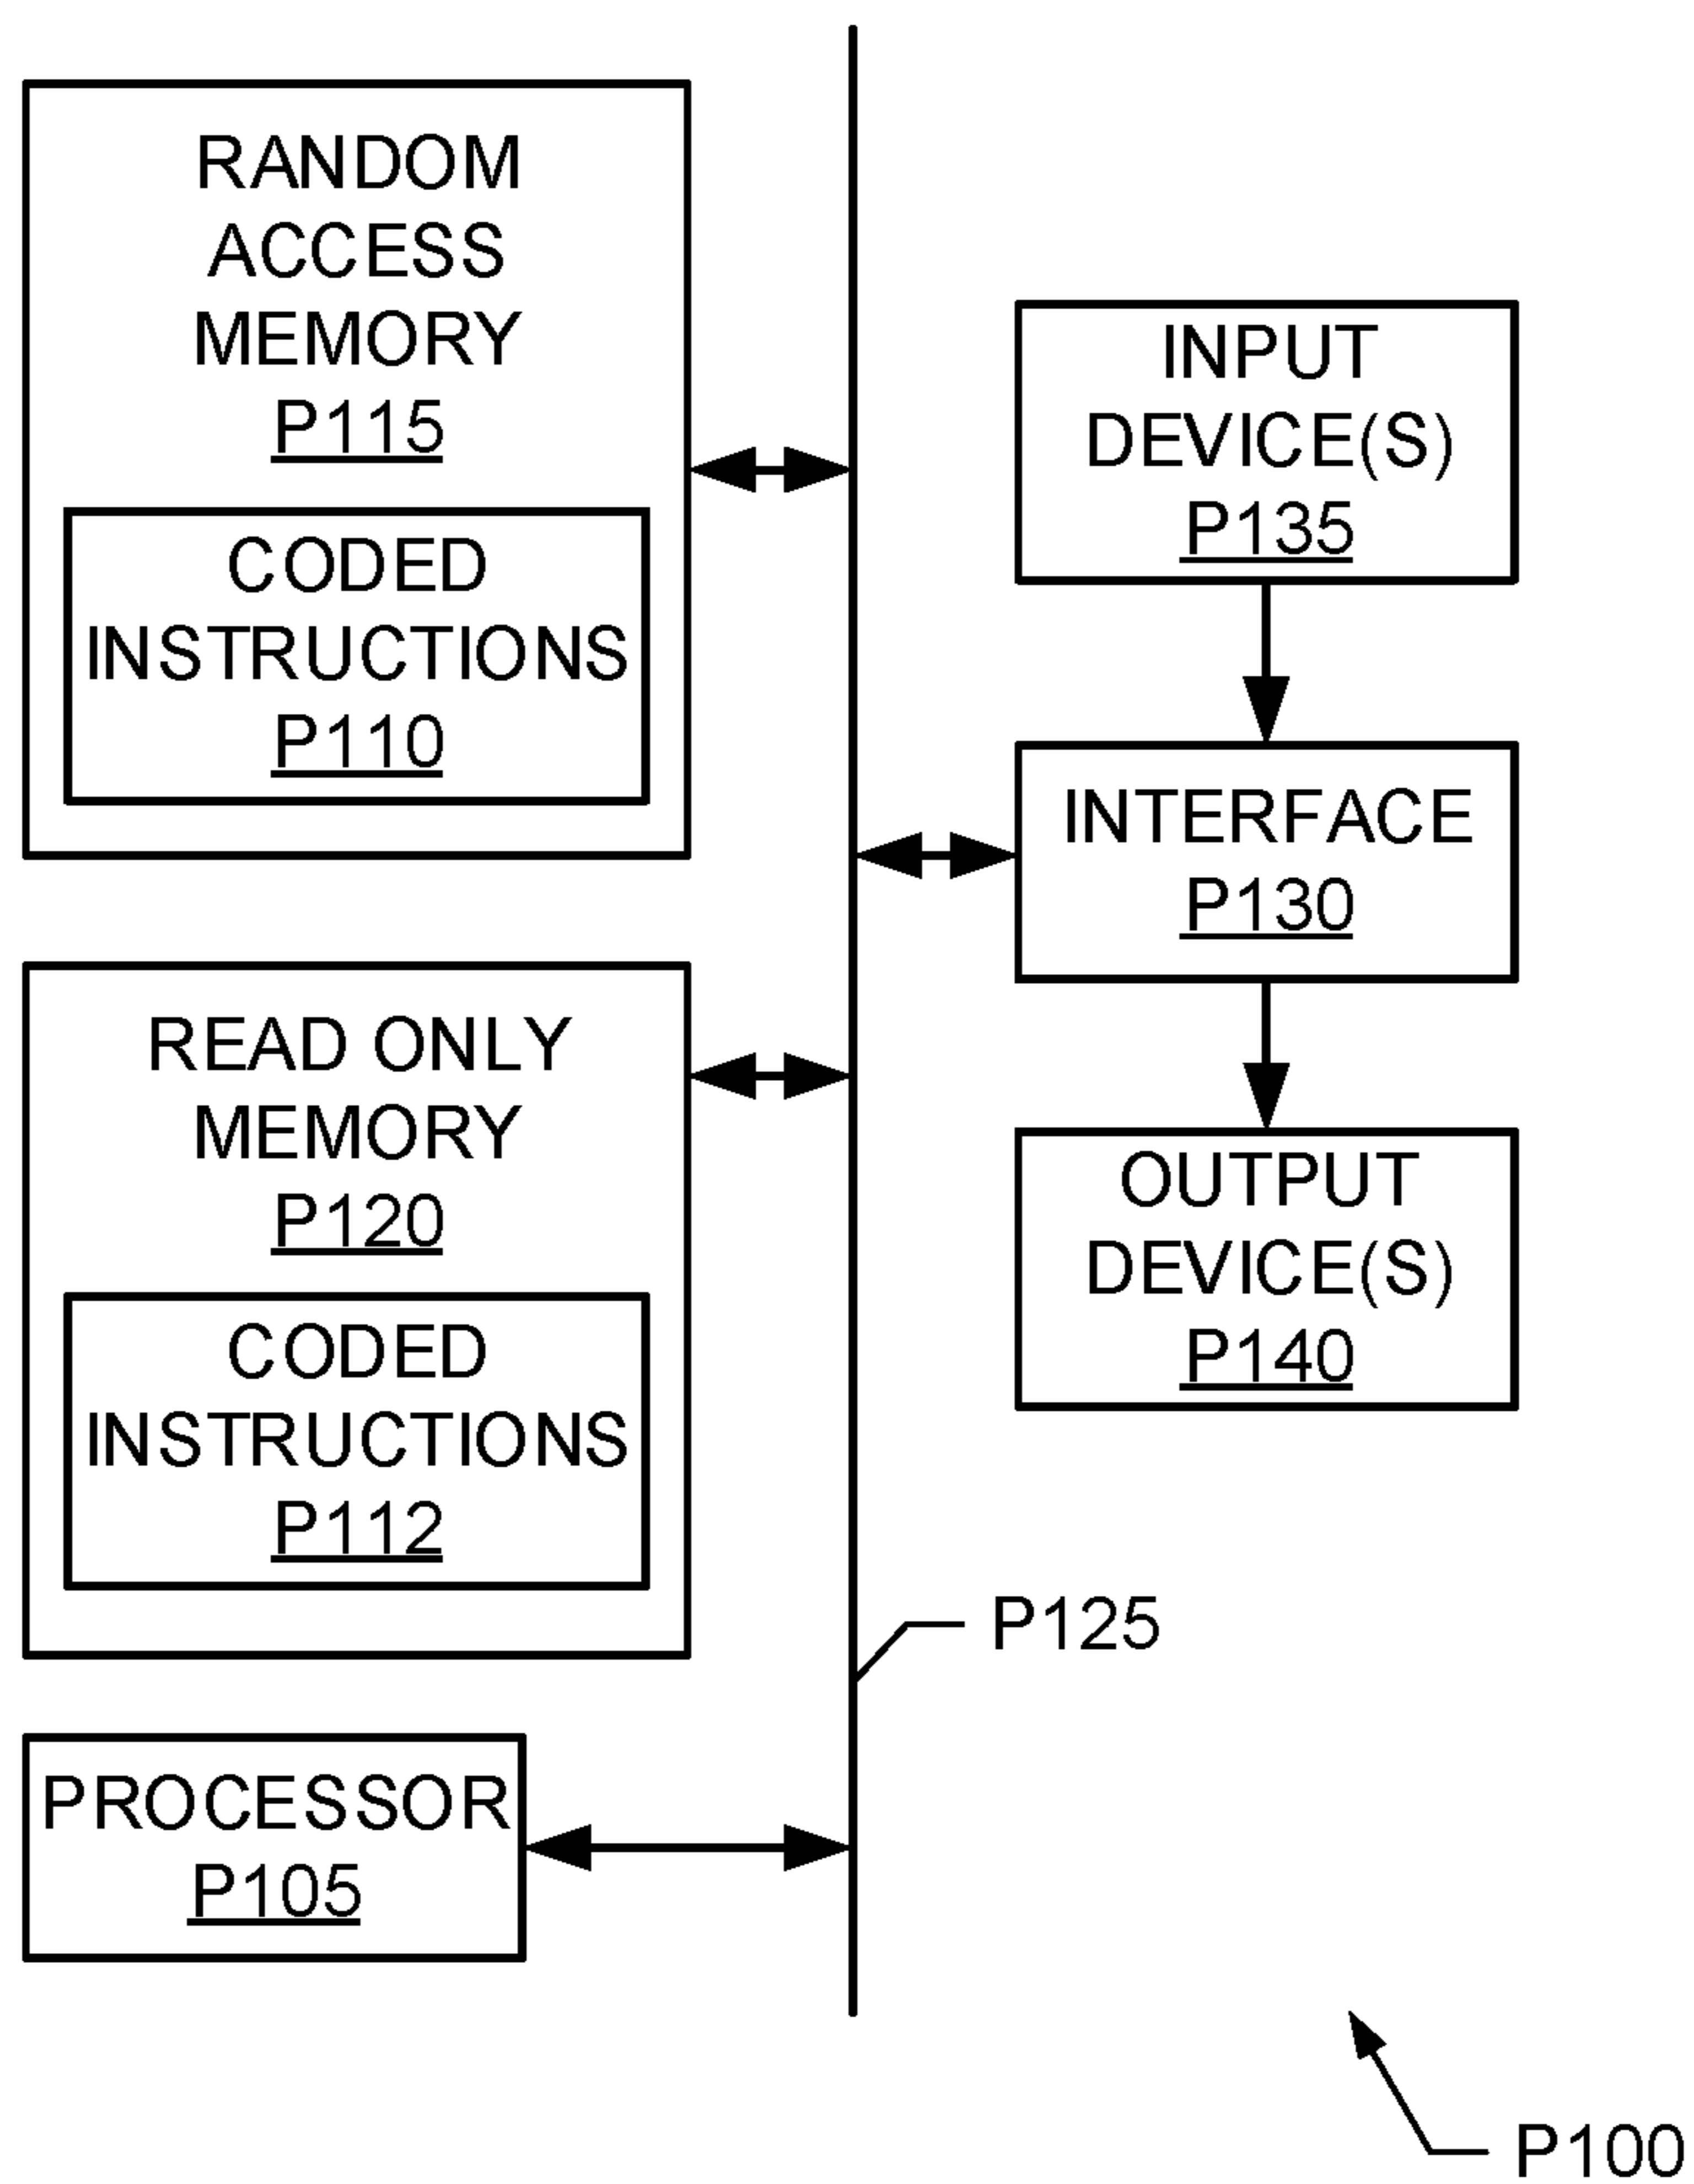 RANDOM
ACCESS
MEMORY
P115
CODED
INSTRUCTIONS
P110
READ ONLY
MEMORY
P120
CODED
INSTRUCTIONS
P112
PROCESSOR
P105
INPUT
DEVICE(S)
P135
INTERFACE
P130
OUTPUT
DEVICE(S)
P140
P125
P100